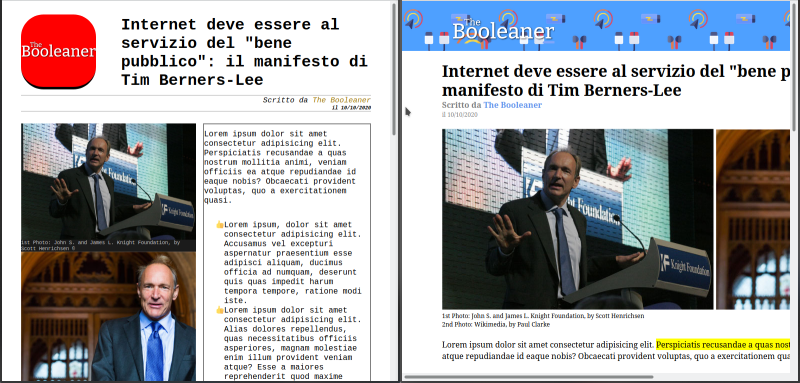 The
Booleaner
Internet deve essere al
servizio del "bene
pubblico": il manifesto di
Tim Berners-Lee
Scritto da The Booleaner
il 10/10/2020
Knight Foundation
1st Photo: John S. and James L. Knight Foundation, by
Scott Henrichsen ©
Lorem ipsum dolor sit amet
consectetur adipisicing elit.
Perspiciatis recusandae a quas
nostrum mollitia animi, veniam
officiis ea atque repudiandae id
eaque nobis? Obcaecati provident
voluptas, quo a exercitationem
quasi.
👍Lorem ipsum, dolor sit amet
consectetur adipisicing elit.
Accusamus vel excepturi
aspernatur praesentium esse
adipisci aliquam, ducimus
officia ad numquam, deserunt
quis quas impedit harum
tempora tempore, ratione modi
iste.
👍Lorem ipsum dolor sit amet
consectetur adipisicing elit.
Alias dolores repellendus,
quas necessitatibus officiis
asperiores, magnam molestiae
enim illum provident veniam
atque? Esse a maiores
reprehenderit quod maxime
The
Booleaner
Internet deve essere al servizio del "bene p
manifesto di Tim Berners-Lee
Scritto da The Booleaner
il 10/10/2020
Knight Foundation
1st Photo: John S. and James L. Knight Foundation, by Scott Henrichsen
2nd Photo: Wikimedia, by Paul Clarke
Lorem ipsum dolor sit amet consectetur adipisicing elit. Perspiciatis recusandae a quas nost
atque repudiandae id eaque nobis? Obcaecati provident voluptas, quo a exercitationem qua